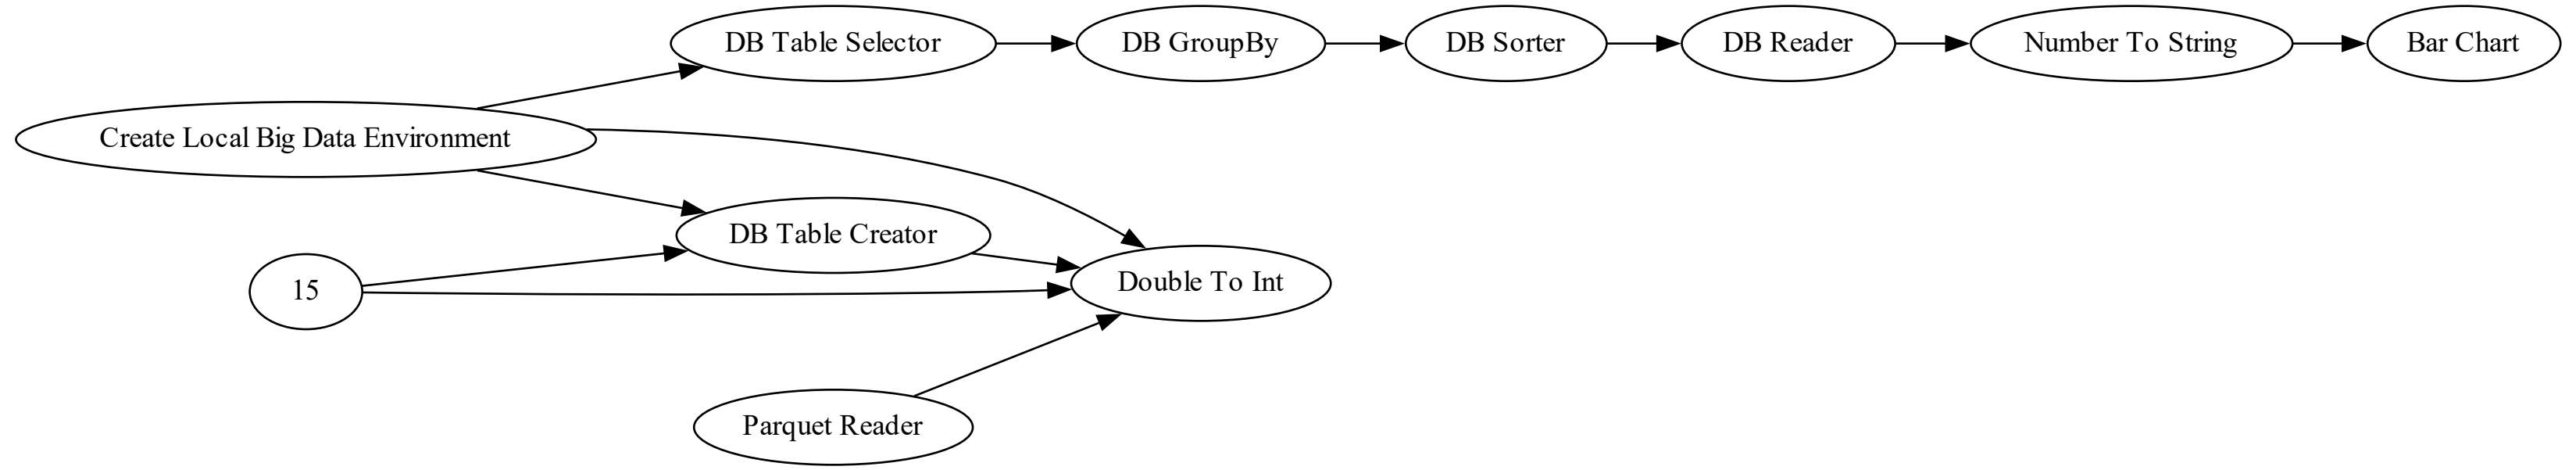 DB Table Selector
DB GroupBy
DB Sorter
DB Reader
Number To String
Bar Chart
Create Local Big Data Environment
DB Table Creator
Double To Int
15
Parquet Reader